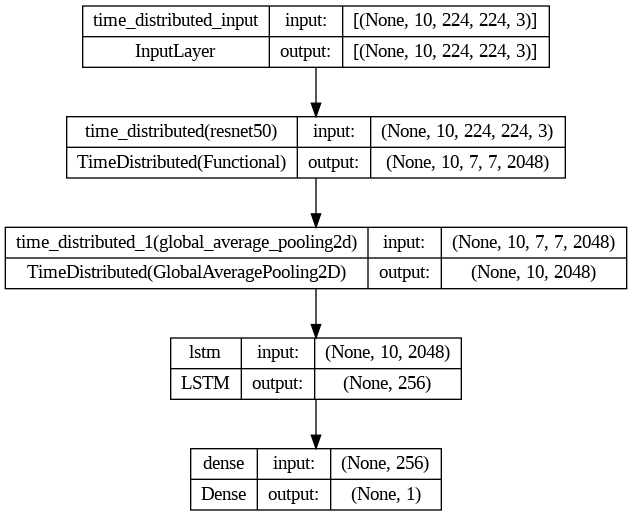 time_distributed_input input: [(None, 10, 224, 224, 3)]
InputLayer output: [(None, 10, 224, 224, 3)]
time_distributed(resnet50) input: (None, 10, 224, 224, 3)
TimeDistributed(Functional) output: (None, 10, 7, 7, 2048)
time_distributed_1(global_average_pooling2d) input: (None, 10, 7, 7, 2048)
TimeDistributed(GlobalAveragePooling2D) output: (None, 10, 2048)
lstm input: (None, 10, 2048)
LSTM output: (None, 256)
dense input: (None, 256)
Dense output: (None, 1)